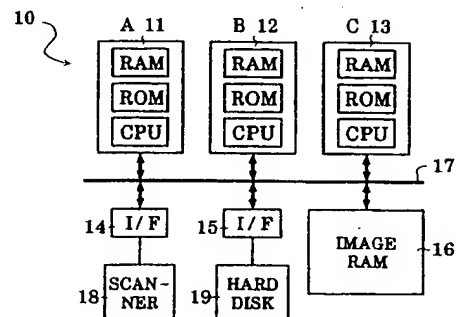 10
A 11 B 12 C 13
RAM RAM RAM
ROM ROM ROM
CPU CPU CPU
17
14 I/F 15 I/F IMAGE
RAM 16
18 SCAN-
NER 19 HARD
DISK